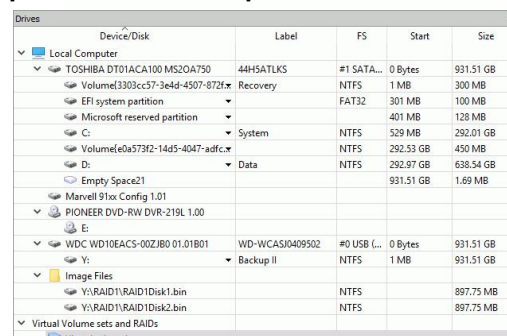 Drives
Device/Disk Label FS Start Size
Local Computer
TOSHIBA DT01ACA100 MS2OA750 44H5ATLKS #1 SATA... 0 Bytes 931.51 GB
Volume{3303cc57-3e4d-4507-872f... Recovery NTFS 1 MB 300 MB
EFI system partition FAT32 301 MB 100 MB
Microsoft reserved partition 401 MB 128 MB
C: System NTFS 529 MB 292.01 GB
Volume{e0a573f2-14d5-4047-adfc... NTFS 292.53 GB 450 MB
D: Data NTFS 292.97 GB 638.54 GB
Empty Space21 931.51 GB 1.69 MB
Marvell 91xx Config 1.01
PIONEER DVD-RW DVR-219L 1.00
E:
WDC WD10EACS-00ZJB0 01.01B01 WD-WCASJ0409502 #0 USB (... 0 Bytes 931.51 GB
Y: Backup II NTFS 1 MB 931.51 GB
Image Files
Y:\RAID1\RAID1Disk1.bin NTFS 897.75 MB
Y:\RAID1\RAID1Disk2.bin NTFS 897.75 MB
Virtual Volume sets and RAIDs